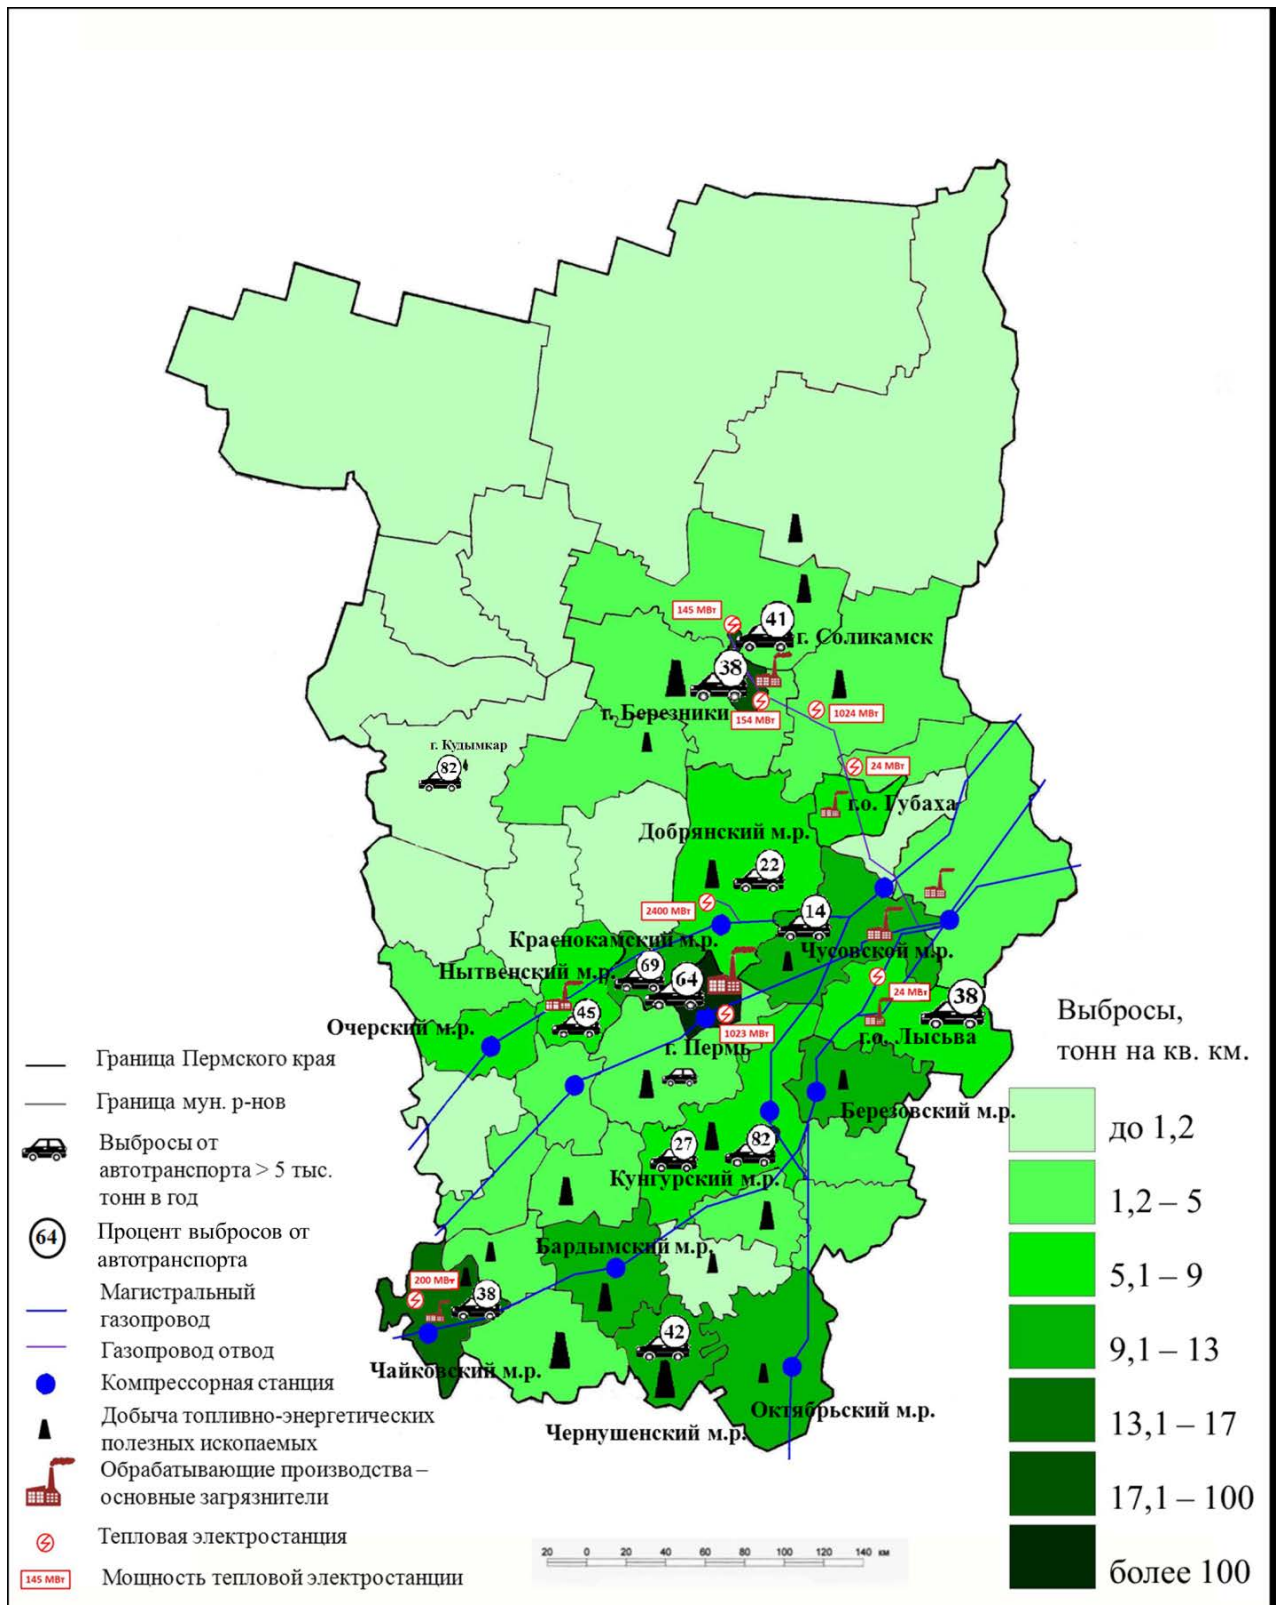 145 МВт
41
г. Соликамск
38
г. Березники
154 МВт
1024 МВт
г. Кудымкар
82
24 МВт
г.о. Губаха
Добрянский м.р.
22
2400 МВт
14
Краенокамский м.р.
Чусовской м.р.
69
Нытвенский м.р.
64
24 МВт
38
45
Очерский м.р.
1023 МВт
г.о. Лысьва
г. Пермь
Березовский м.р.
27
82
Кунгурский м.р.
Бардымский м.р.
200 МВт
38
42
Чайковский м.р.
Октябрьский м.р.
Чернушенский м.р.
Граница Пермского края
Граница мун. р-нов
Выбросы от
автотранспорта > 5 тыс.
тонн в год
64
Процент выбросов от
автотранспорта
Магистральный
газопровод
Газопровод отвод
Компрессорная станция
Добыча топливно-энергетических
полезных ископаемых
Обрабатывающие производства –
основные загрязнители
Тепловая электростанция
145 МВт
Мощность тепловой электростанции
20 0 20 40 60 80 100 120 140 км
Выбросы,
тонн на кв. км.
до 1,2
1,2 – 5
5,1 – 9
9,1 – 13
13,1 – 17
17,1 – 100
более 100